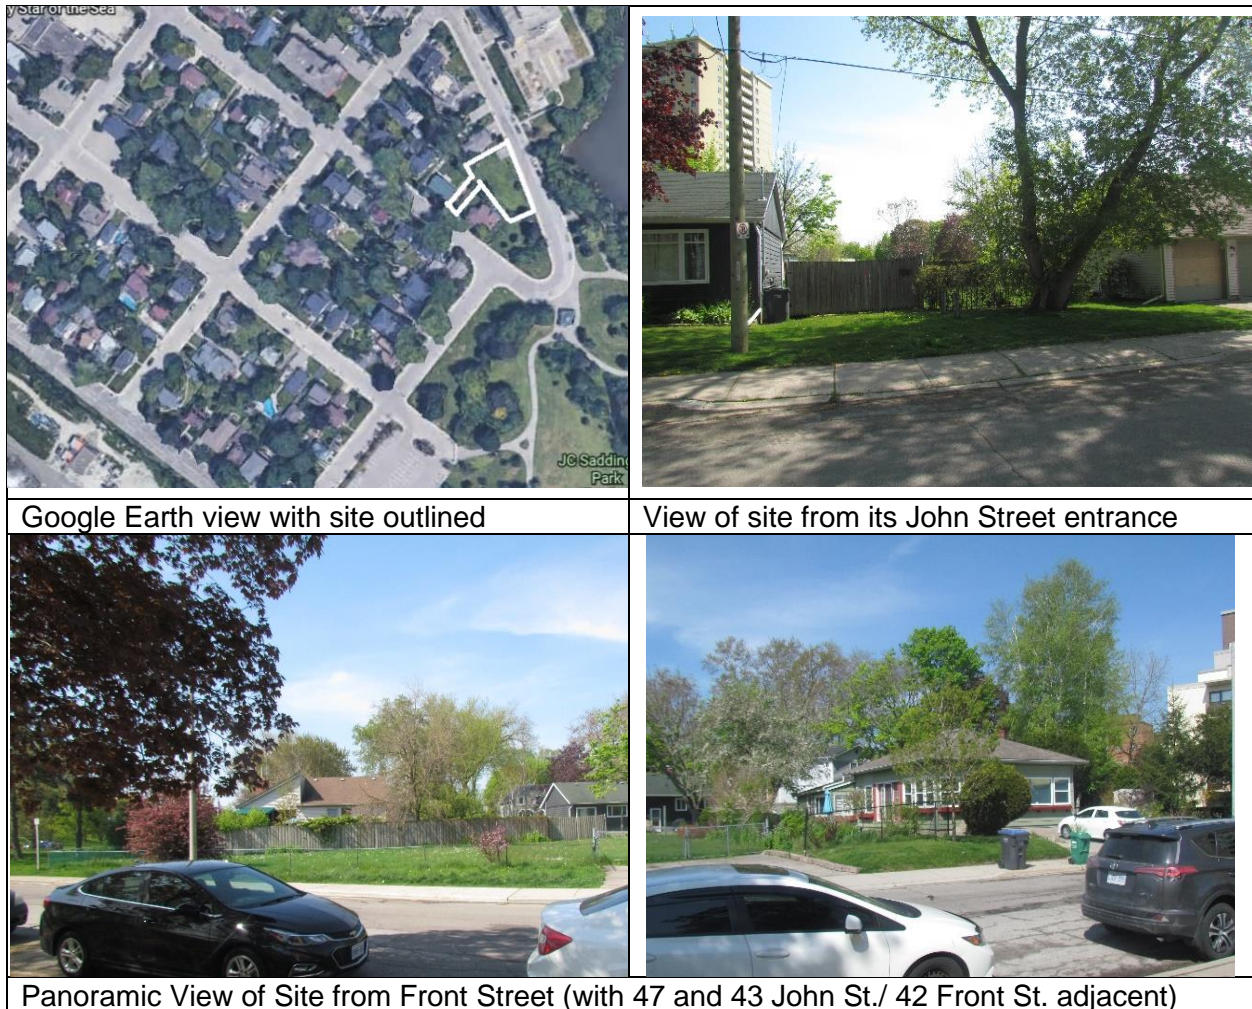 y Star of the Sea
JC Sadding
Park
Google Earth view with site outlined
View of site from its John Street entrance
Panoramic View of Site from Front Street (with 47 and 43 John St./ 42 Front St. adjacent)